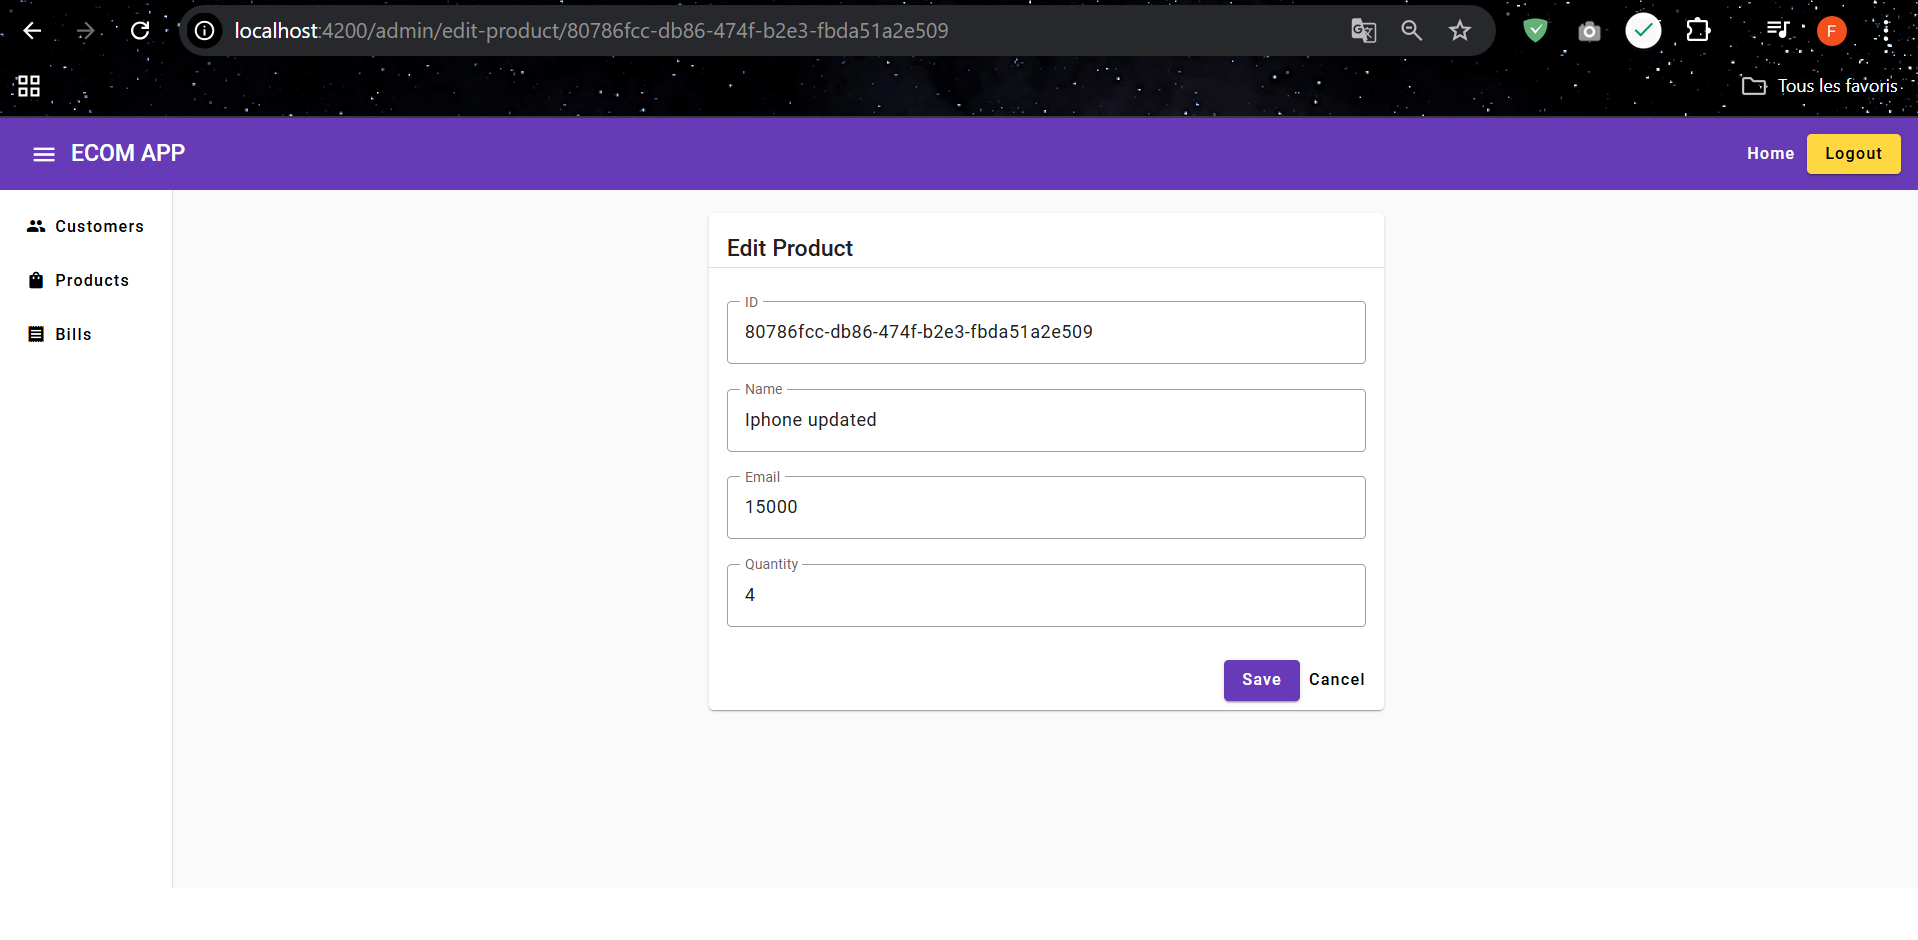 localhost:4200/admin/edit-product/80786fcc-db86-474f-b2e3-fbda51a2e509
F
Tous les favoris
ECOM APP
Home
Logout
Customers
Products
Bills
Edit Product
ID
80786fcc-db86-474f-b2e3-fbda51a2e509
Name
Iphone updated
Email
15000
Quantity
4
Save
Cancel